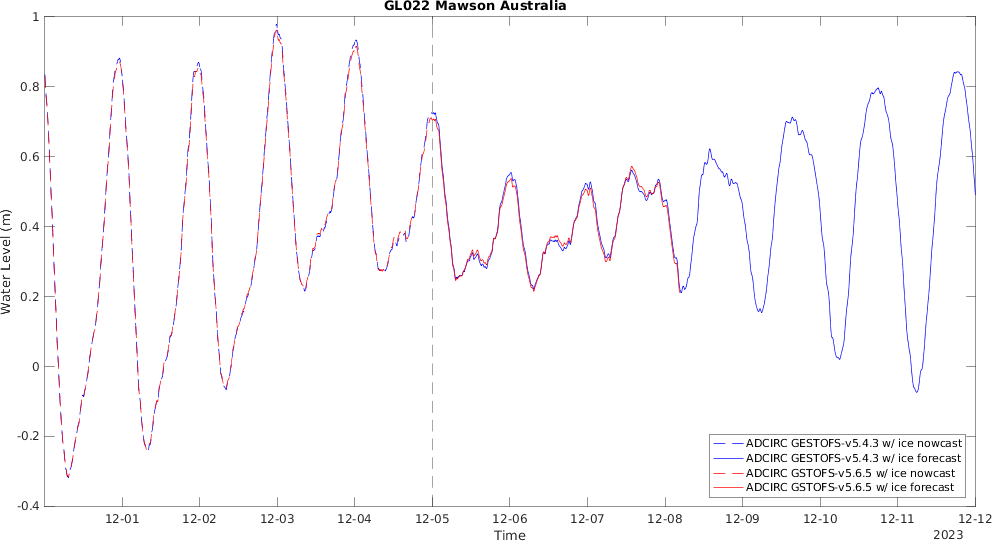 GL022 Mawson Australia
Water Level (m)
1
0.8
0.6
0.4
0.2
0
-0.2
-0.4
ADCIRC GESTOFS-v5.4.3 w/ ice nowcast
ADCIRC GESTOFS-v5.4.3 w/ ice forecast
ADCIRC GSTOFS-v5.6.5 w/ ice nowcast
ADCIRC GSTOFS-v5.6.5 w/ ice forecast
12-01 12-02 12-03 12-04 12-05 12-06 12-07 12-08 12-09 12-10 12-11 12-12
Time
2023